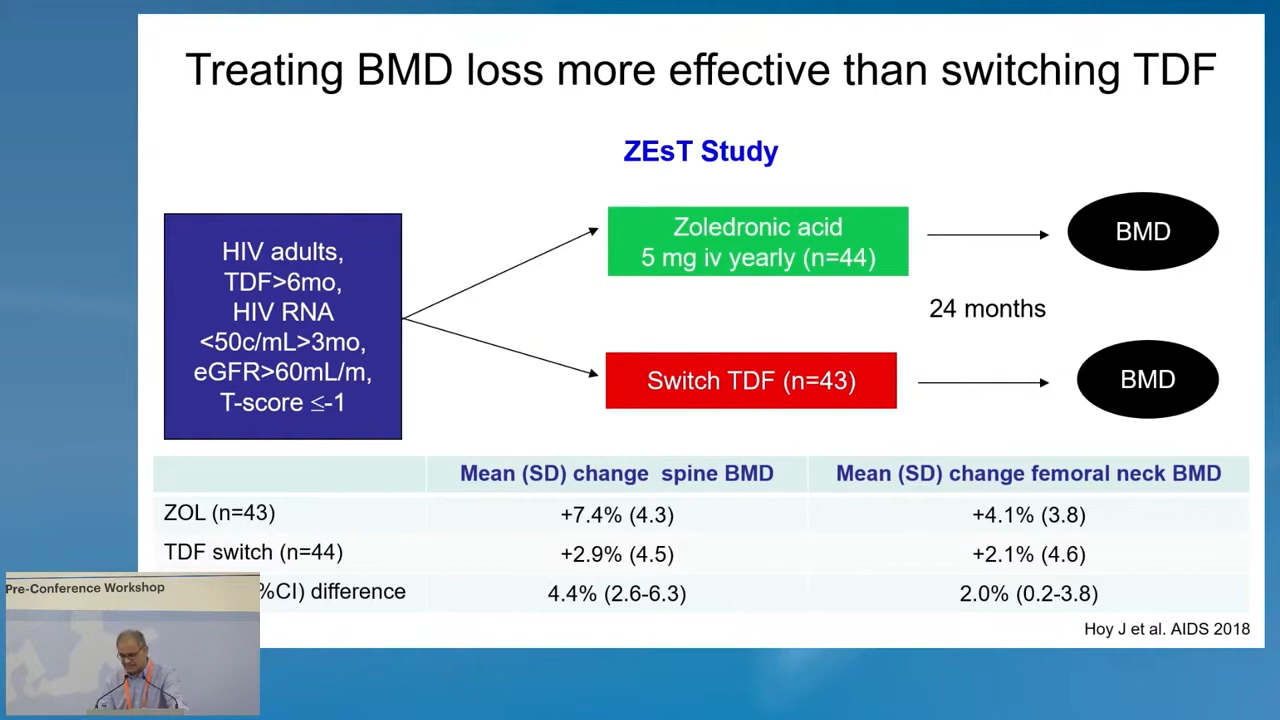 Treating BMD loss more effective than switching TDF
ZEsT Study
HIV adults,
TDF>6mo,
HIV RNA
<50c/mL>3mo,
eGFR>60mL/m,
T-score ≤-1
Zoledronic acid
5 mg iv yearly (n=44)
BMD
24 months
Switch TDF (n=43)
BMD
Mean (SD) change spine BMD
Mean (SD) change femoral neck BMD
ZOL (n=43)
+7.4% (4.3)
+4.1% (3.8)
TDF switch (n=44)
+2.9% (4.5)
+2.1% (4.6)
%CI) difference
4.4% (2.6-6.3)
2.0% (0.2-3.8)
Hoy J et al. AIDS 2018
Pre-Conference Workshop